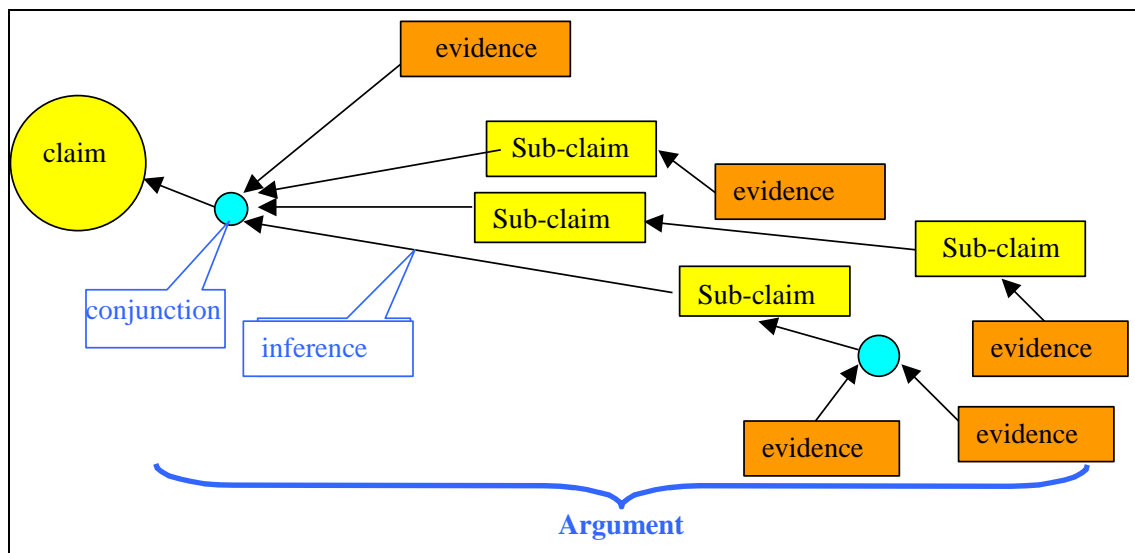 evidence
claim
Sub-claim
evidence
Sub-claim
Sub-claim
Sub-claim
conjunction
inference
evidence
evidence
evidence
Argument